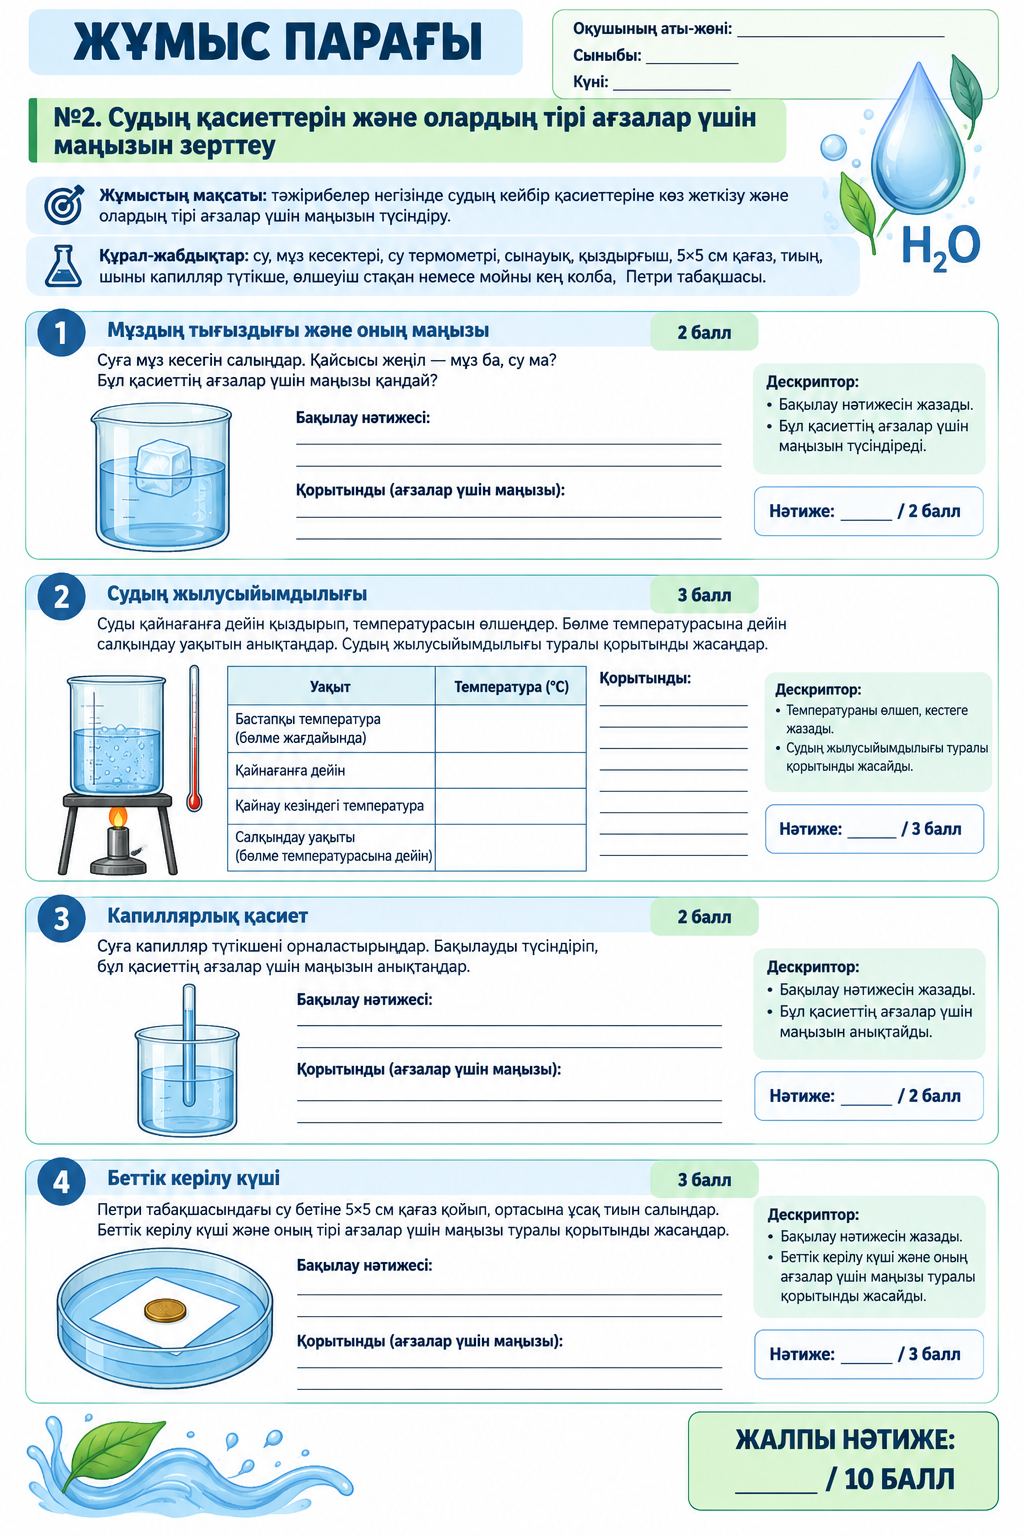 ЖҰМЫС ПАРАҒЫ
Оқушының аты-жөні: ____________
Сыныбы: ____________
Күні: ____________
№2. Судың қасиеттерін және олардың тірі ағзалар үшін
маңызын зерттеу
Жұмыстың мақсаты: тәжірибелер негізінде судың кейбір қасиеттеріне көз жеткізу және
олардың тірі ағзалар үшін маңызын түсіндіру.
Құрал-жабдықтар: су, мұз кесектері, су термометрі, сынауық, қыздырғыш, 5×5 см қағаз, тиын,
шыны капилляр түтікше, өлшеуіш стақан немесе мойны кең колба, Петри табақшасы.
H₂O
1 Мұздың тығыздығы және оның маңызы
2 балл
Суға мұз кесегін салыңдар. Қайсысы жеңіл — мұз ба, су ма?
Бұл қасиеттің ағзалар үшін маңызы қандай?
Бақылау нәтижесі:
Қорытынды (ағзалар үшін маңызы):
Дескриптор:
• Бақылау нәтижесін жазады.
• Бұл қасиеттің ағзалар үшін
маңызын түсіндіреді.
Нәтиже: ______ / 2 балл
2 Судың жылусыйымдылығы
3 балл
Суды қайнағанға дейін қыздырып, температурасын өлшеңдер. Бөлме температурасына дейін
салқындау уақытын анықтаңдар. Судың жылусыйымдылығы туралы қорытынды жасаңдар.
Уақыт
Температура (°C)
Бастапқы температура
(бөлме жағдайында)
Қайнағанға дейін
Қайнау кезіндегі температура
Салқындау уақыты
(бөлме температурасына дейін)
Қорытынды:
Дескриптор:
• Температураны өлшеп, кестеге
жазады.
• Судың жылусыйымдылығы туралы
қорытынды жасайды.
Нәтиже: ______ / 3 балл
3 Капиллярлық қасиет
2 балл
Суға капилляр түтікшені орналастырыңдар. Бақылауды түсіндіріп,
бұл қасиеттің ағзалар үшін маңызын анықтаңдар.
Бақылау нәтижесі:
Қорытынды (ағзалар үшін маңызы):
Дескриптор:
• Бақылау нәтижесін жазады.
• Бұл қасиеттің ағзалар үшін
маңызын анықтайды.
Нәтиже: ______ / 2 балл
4 Беттік керілу күші
3 балл
Петри табақшасындағы су бетіне 5×5 см қағаз қойып, ортасына ұсақ тиын салыңдар.
Беттік керілу күші және оның тірі ағзалар үшін маңызы туралы қорытынды жасаңдар.
Бақылау нәтижесі:
Қорытынды (ағзалар үшін маңызы):
Дескриптор:
• Бақылау нәтижесін жазады.
• Беттік керілу күші және оның
ағзалар үшін маңызы туралы
қорытынды жасайды.
Нәтиже: ______ / 3 балл
ЖАЛПЫ НӘТИЖЕ:
______ / 10 БАЛЛ